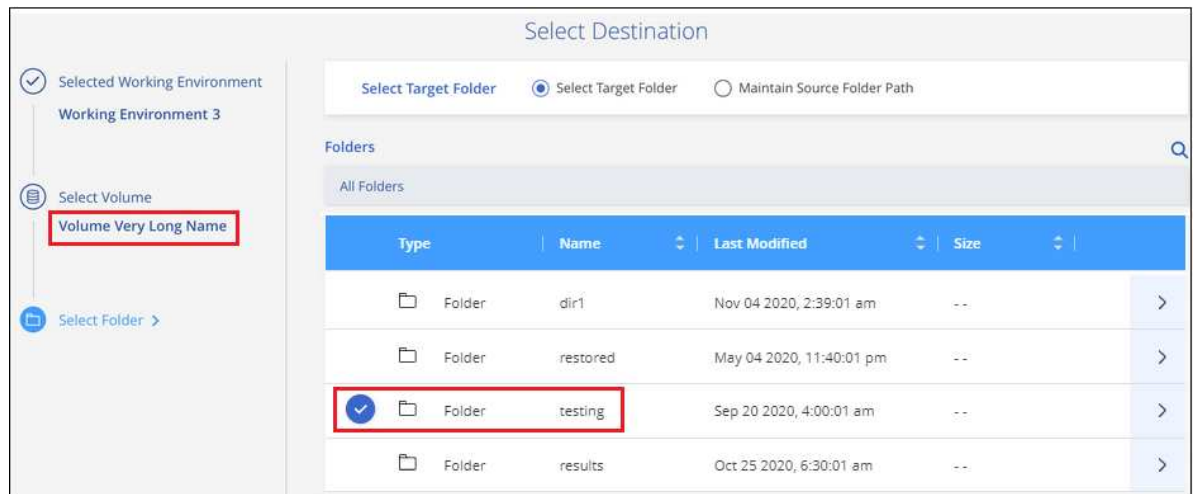 Select Destination
Selected Working Environment
Working Environment 3
Select Volume
Volume Very Long Name
Select Folder >
Select Target Folder Select Target Folder Maintain Source Folder Path
Folders
All Folders
Type Name Last Modified Size
Folder dir1 Nov 04 2020, 2:39:01 am - -
Folder restored May 04 2020, 11:40:01 pm - -
Folder testing Sep 20 2020, 4:00:01 am - -
Folder results Oct 25 2020, 6:30:01 am - -